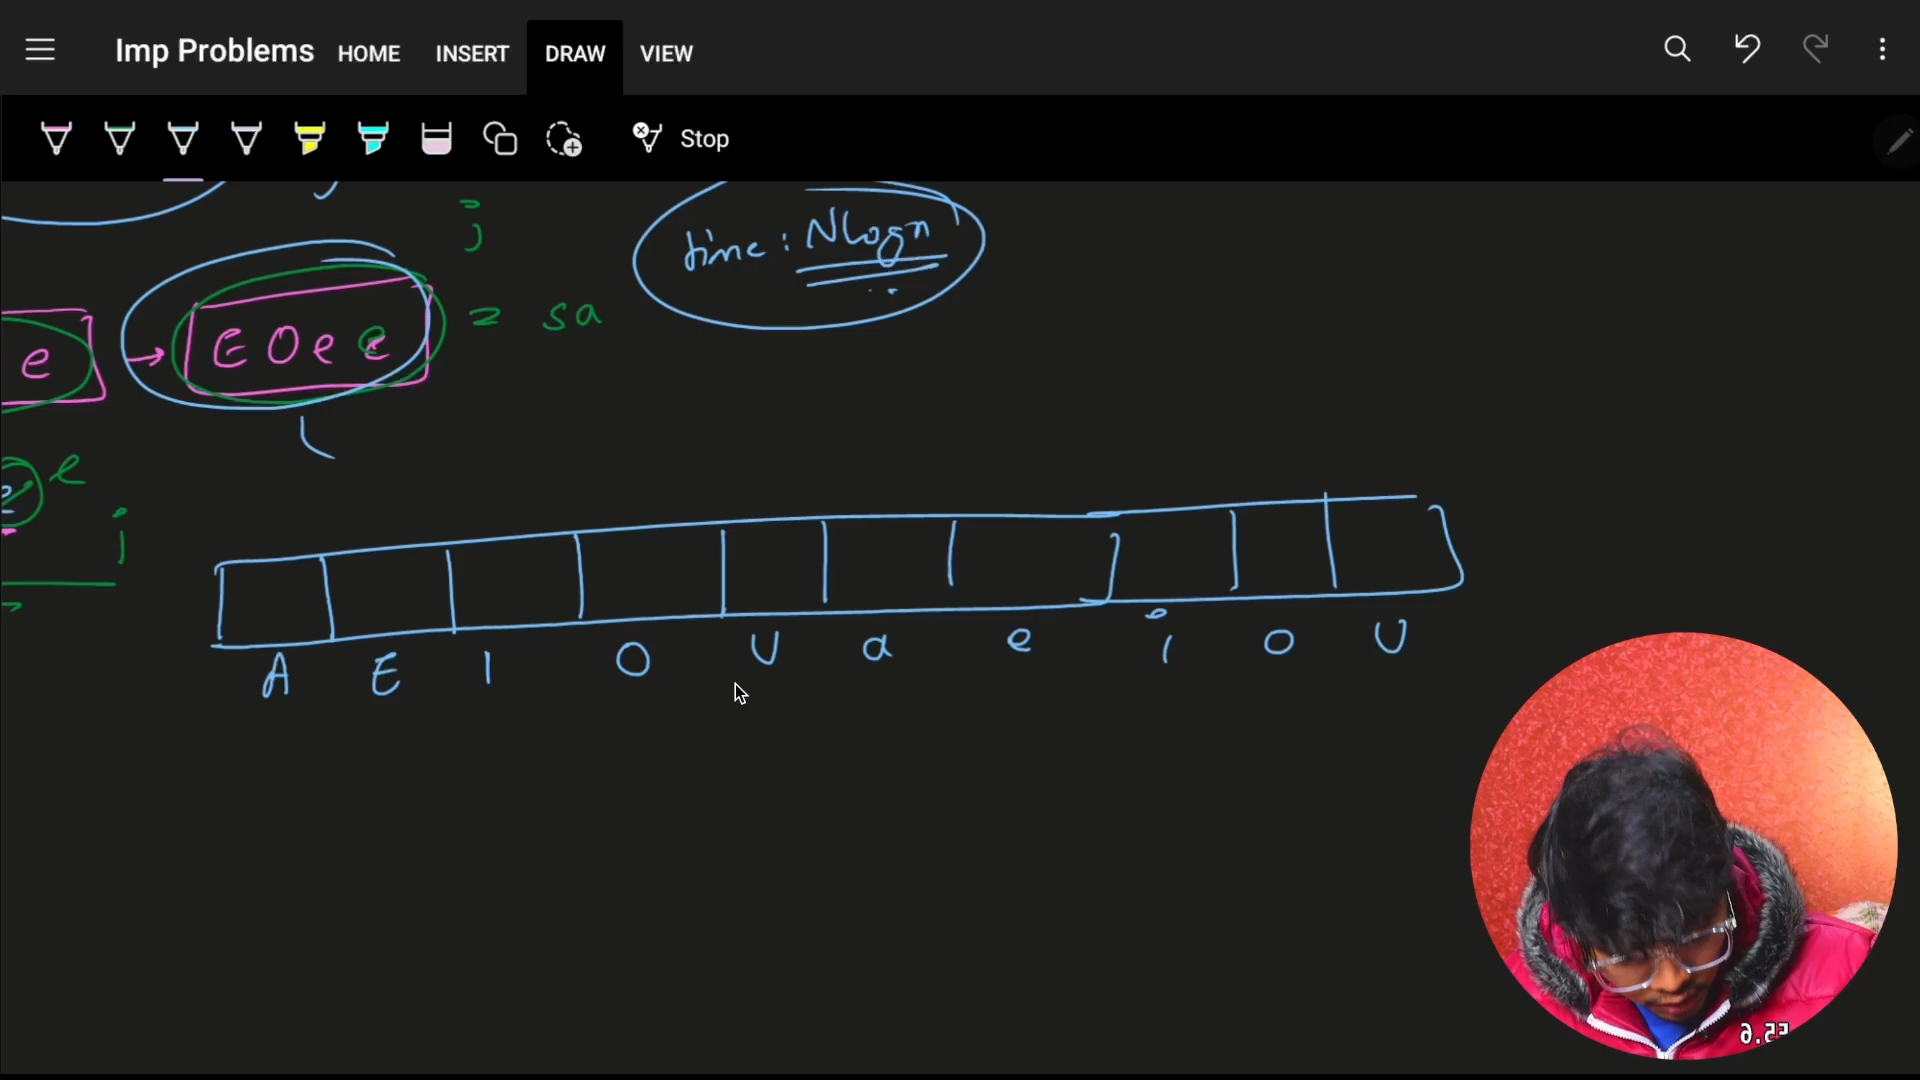 Imp Problems HOME INSERT DRAW VIEW
Stop
j
time : NLogn
e → E O e e = sa
e
j
A E I O U a e i o U